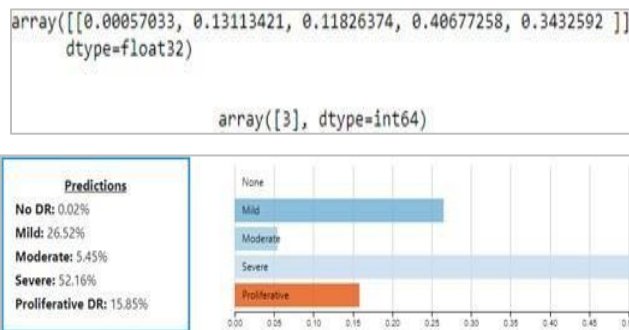 array([[0.00057033, 0.13113421, 0.11826374, 0.40677258, 0.3432592 ]]
dtype=float32)
array([3], dtype=int64)
Predictions
No DR: 0.02%
Mild: 26.52%
Moderate: 5.45%
Severe: 52.16%
Proliferative DR: 15.85%
None
Mild
Moderate
Severe
Proliferative
0.00 0.05 0.10 0.15 0.20 0.25 0.30 0.35 0.40 0.45